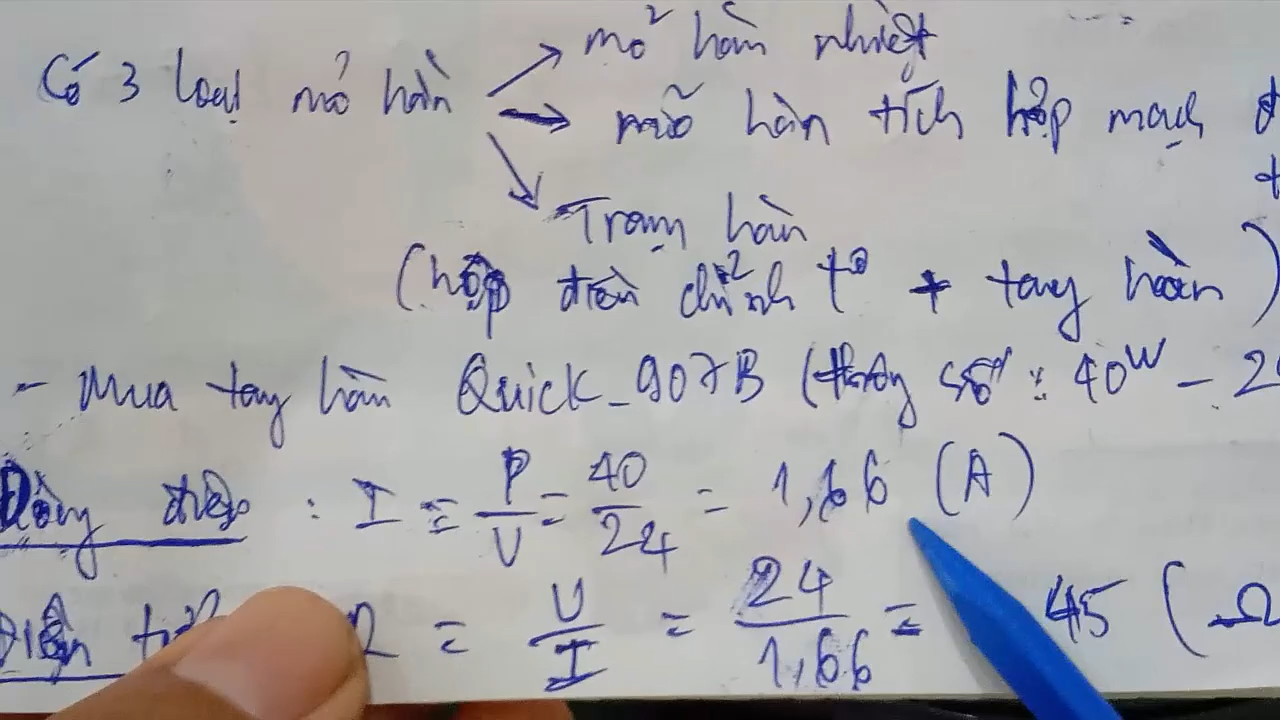 Có 3 loại mỏ hàn
mỏ hàn nhiệt
mỏ hàn tích hợp mạch đ
Trạm hàn
(hộp điều chỉnh t° + tay hàn)
- Mua tay hàn Quick_907B (thông số: 40W - 2
Dòng điện : I = P/U = 40/24 = 1,66 (A)
Điện = U/I = 24/1,66 = 45 (Ω